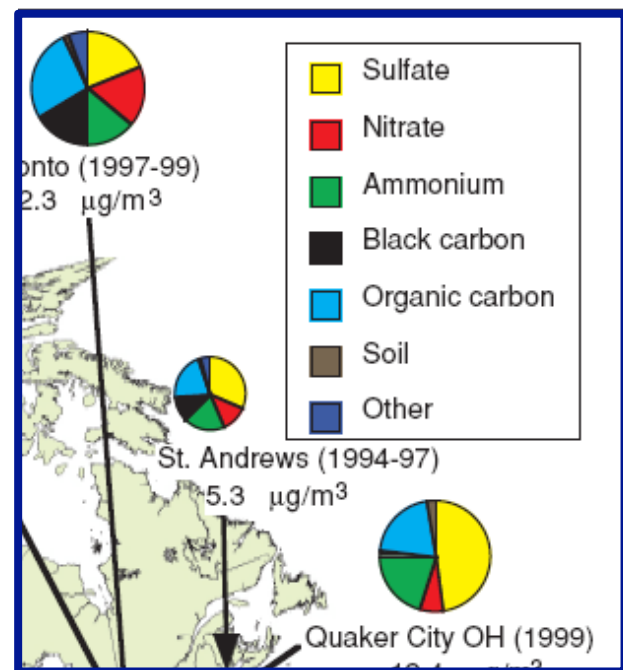 Sulfate
Nitrate
Ammonium
Black carbon
Organic carbon
Soil
Other
onto (1997-99)
2.3 μg/m³
St. Andrews (1994-97)
5.3 μg/m³
Quaker City OH (1999)